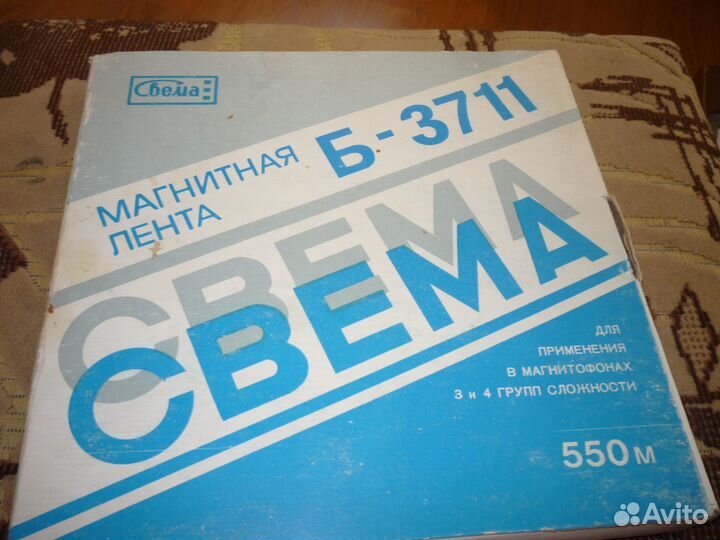 Свема
МАГНИТНАЯ
ЛЕНТА
Б-3711
СВЕМА
СВЕМА
ДЛЯ
ПРИМЕНЕНИЯ
В МАГНИТОФОНАХ
3 и 4 ГРУПП СЛОЖНОСТИ
550 м
Avito